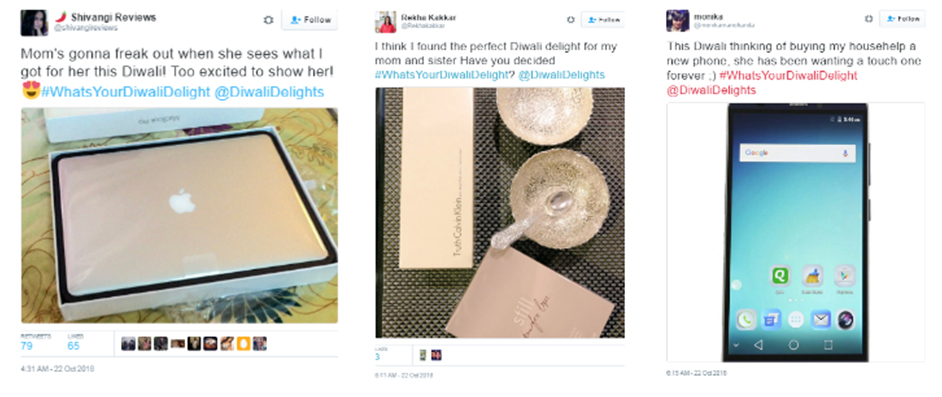 Shivangi Reviews
@shivangireviews
Follow
Mom's gonna freak out when she sees what I
got for her this Diwali! Too excited to show her!
😍#WhatsYourDiwaliDelight @DiwaliDelights
MacBook Pro
RETWEETS
LIKES
79
65
4:31 AM - 22 Oct 2016
Rekha Kakkar
@Rekhakakkar
Follow
I think I found the perfect Diwali delight for my
mom and sister Have you decided
#WhatsYourDiwaliDelight? @DiwaliDelights
Truth Calvin Klein
still
3
6:11 AM - 22 Oct 2016
monika
@monikamanchanda
Follow
This Diwali thinking of buying my househelp a
new phone, she has been wanting a touch one
forever :) #WhatsYourDiwaliDelight
@DiwaliDelights
Google
6:15 AM - 22 Oct 2016